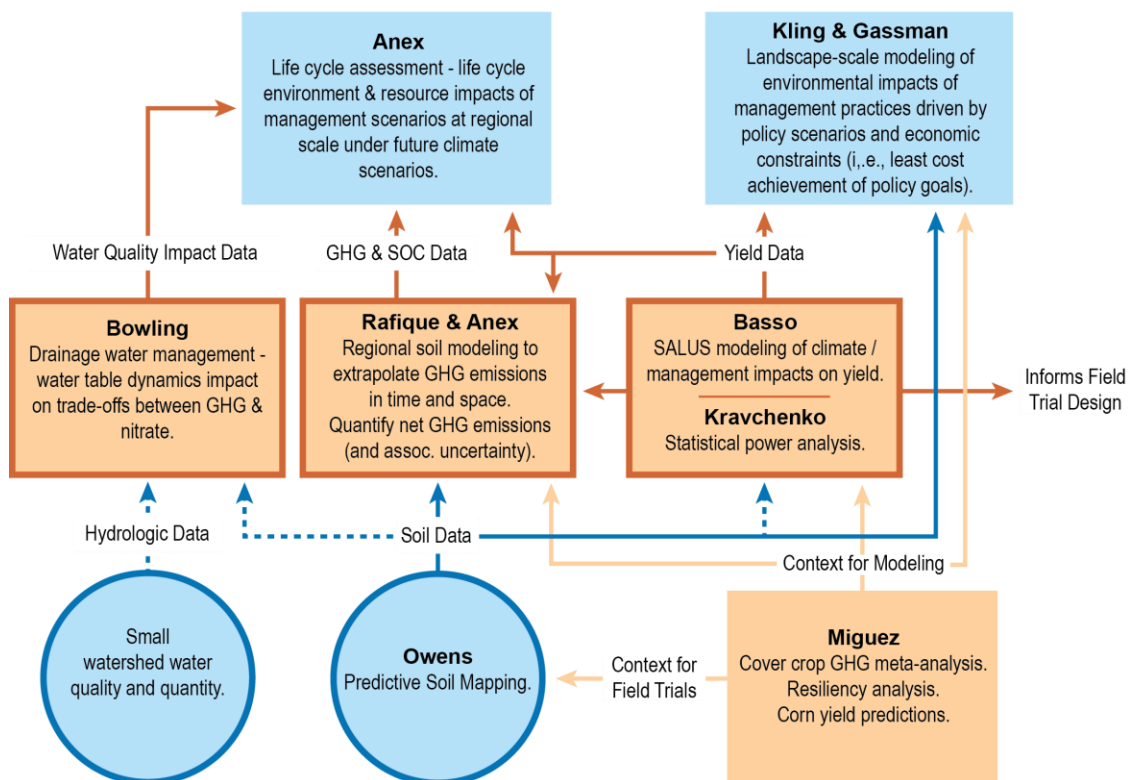 Anex
Life cycle assessment - life cycle
environment & resource impacts of
management scenarios at regional
scale under future climate
scenarios.
Kling & Gassman
Landscape-scale modeling of
environmental impacts of
management practices driven by
policy scenarios and economic
constraints (i,.e., least cost
achievement of policy goals).
Water Quality Impact Data
GHG & SOC Data
Yield Data
Bowling
Drainage water management -
water table dynamics impact
on trade-offs between GHG &
nitrate.
Rafique & Anex
Regional soil modeling to
extrapolate GHG emissions
in time and space.
Quantify net GHG emissions
(and assoc. uncertainty).
Basso
SALUS modeling of climate /
management impacts on yield.
Kravchenko
Statistical power analysis.
Informs Field
Trial Design
Hydrologic Data
Soil Data
Context for Modeling
Small
watershed water
quality and quantity.
Owens
Predictive Soil Mapping.
Context for
Field Trials
Miguez
Cover crop GHG meta-analysis.
Resiliency analysis.
Corn yield predictions.